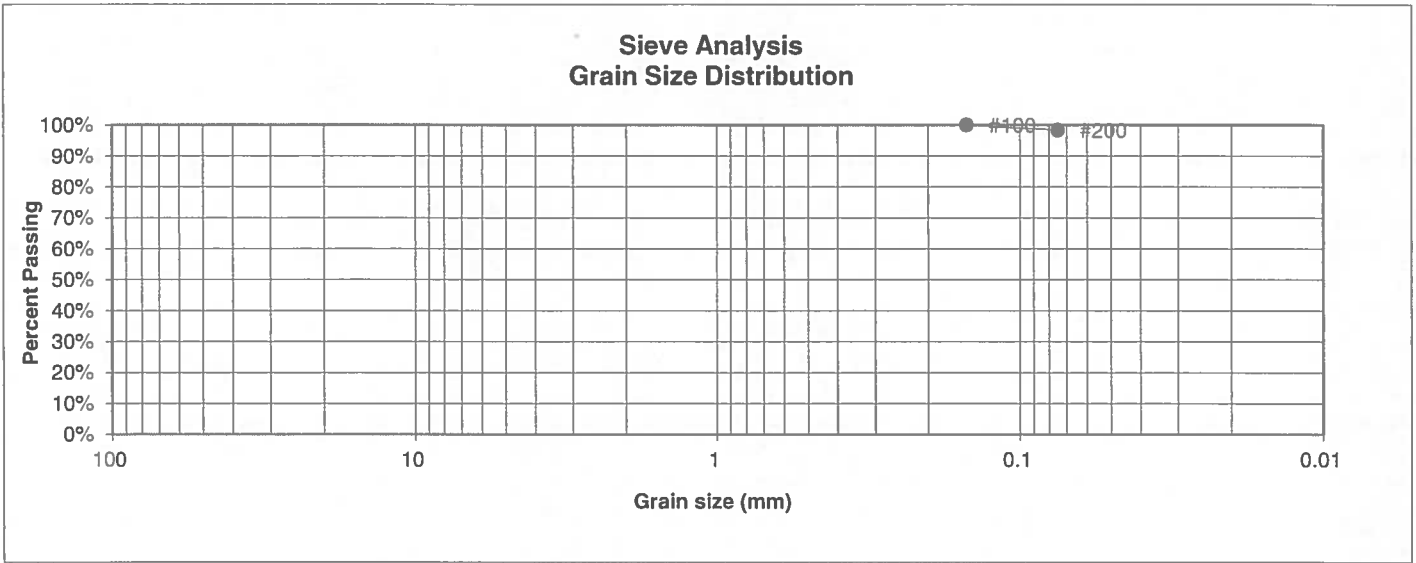 Sieve Analysis
Grain Size Distribution
100%
#100
#200
90%
80%
70%
60%
50%
40%
30%
20%
10%
0%
Percent Passing
100 10 1 0.1 0.01
Grain size (mm)